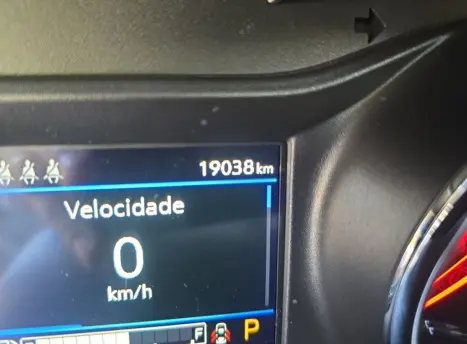 19038 km
Velocidade
0
km/h
F P